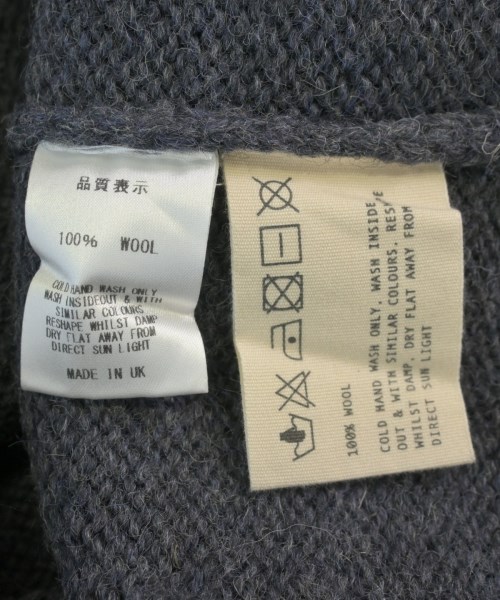 品質表示
100% WOOL
COLD HAND WASH ONLY
WASH INSIDEOUT & WITH
SIMILAR COLOURS
RESHAPE WHILST DAMP
DRY FLAT AWAY FROM
DIRECT SUN LIGHT
MADE IN UK
100% WOOL
COLD HAND WASH ONLY, WASH INSIDE
OUT & WITH SIMILAR COLOURS, RES
WHILST DAMP, DRY FLAT AWAY FROM
DIRECT SUN LIGHT